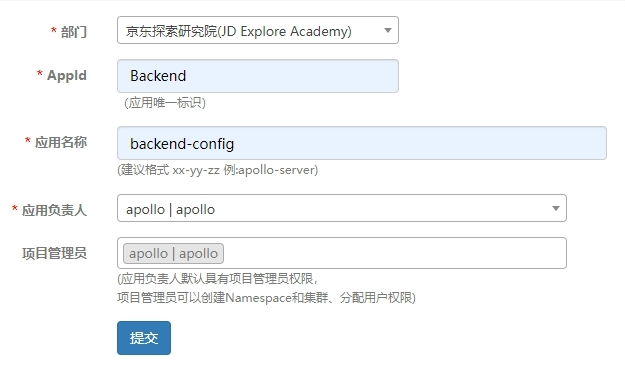 * 部门 京东探索研究院(JD Explore Academy)
* AppId Backend
(应用唯一标识)
* 应用名称 backend-config
(建议格式 xx-yy-zz 例:apollo-server)
* 应用负责人 apollo | apollo
项目管理员 apollo | apollo
(应用负责人默认具有项目管理员权限,
项目管理员可以创建Namespace和集群、分配用户权限)
提交